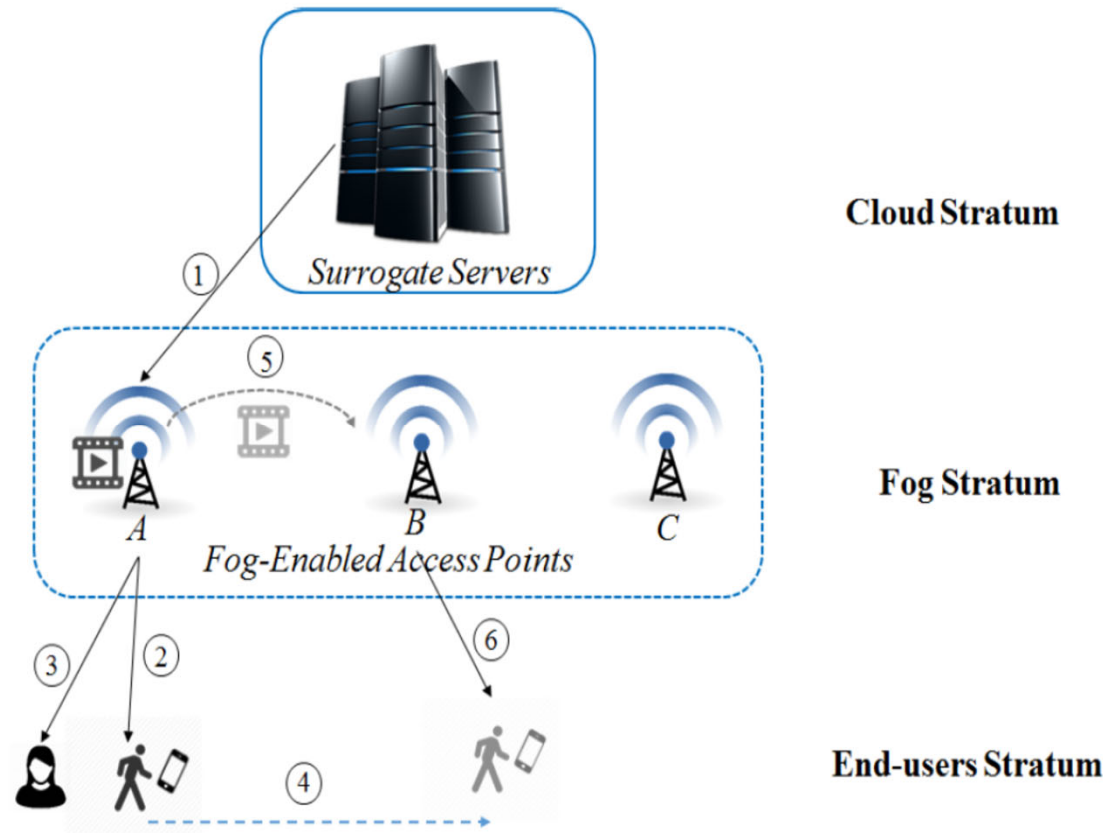 Surrogate Servers
Cloud Stratum
1
5
A
B
C
Fog Stratum
Fog-Enabled Access Points
3
2
6
4
End-users Stratum